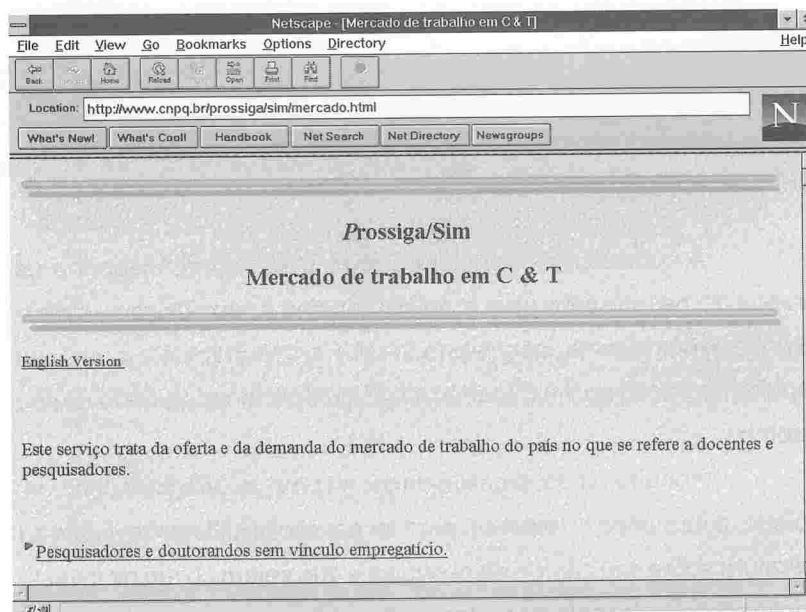 Netscape - [Mercado de trabalho em C & T]
File Edit View Go Bookmarks Options Directory Help
Back Home Reload Open Print Find
Location: http://www.cnpq.br/prossiga/sim/mercado.html
N
What's New! What's Cool! Handbook Net Search Net Directory Newsgroups
Prossiga/Sim
Mercado de trabalho em C & T
English Version
Este serviço trata da oferta e da demanda do mercado de trabalho do país no que se refere a docentes e
pesquisadores.
Pesquisadores e doutorandos sem vínculo empregatício.